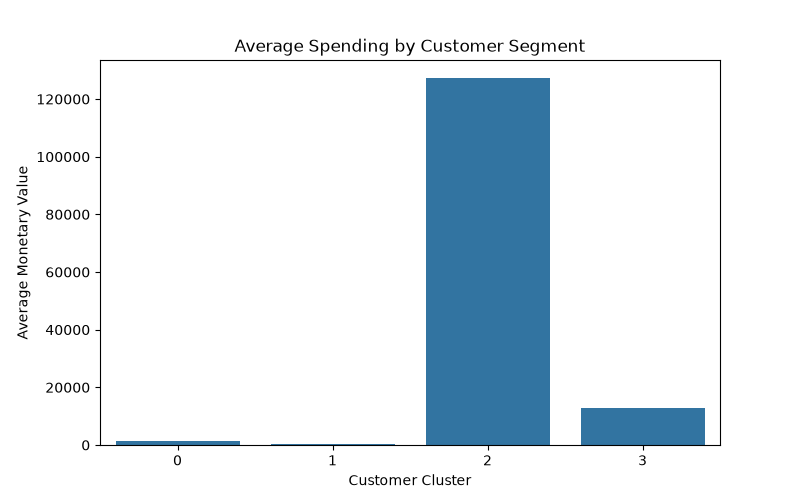 Average Spending by Customer Segment
Average Monetary Value
120000
100000
80000
60000
40000
20000
0
0 1 2 3
Customer Cluster